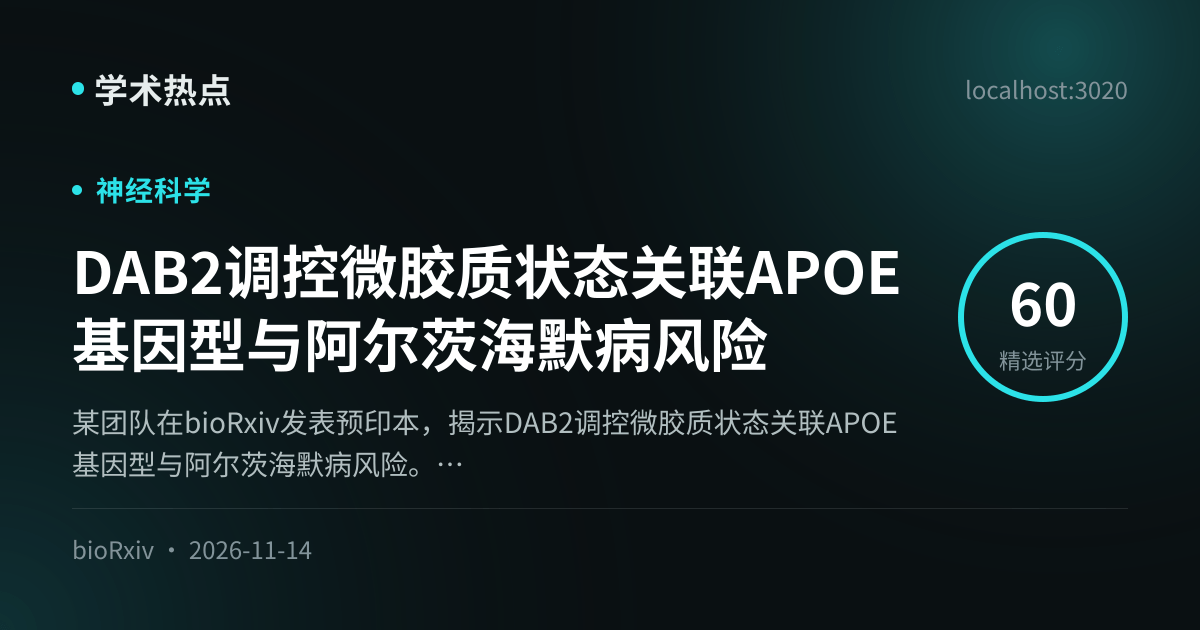 学术热点
localhost:3020
神经科学
DAB2调控微胶质状态关联APOE
基因型与阿尔茨海默病风险
60
精选评分
某团队在bioRxiv发表预印本，揭示DAB2调控微胶质状态关联APOE
基因型与阿尔茨海默病风险。…
bioRxiv · 2026-11-14